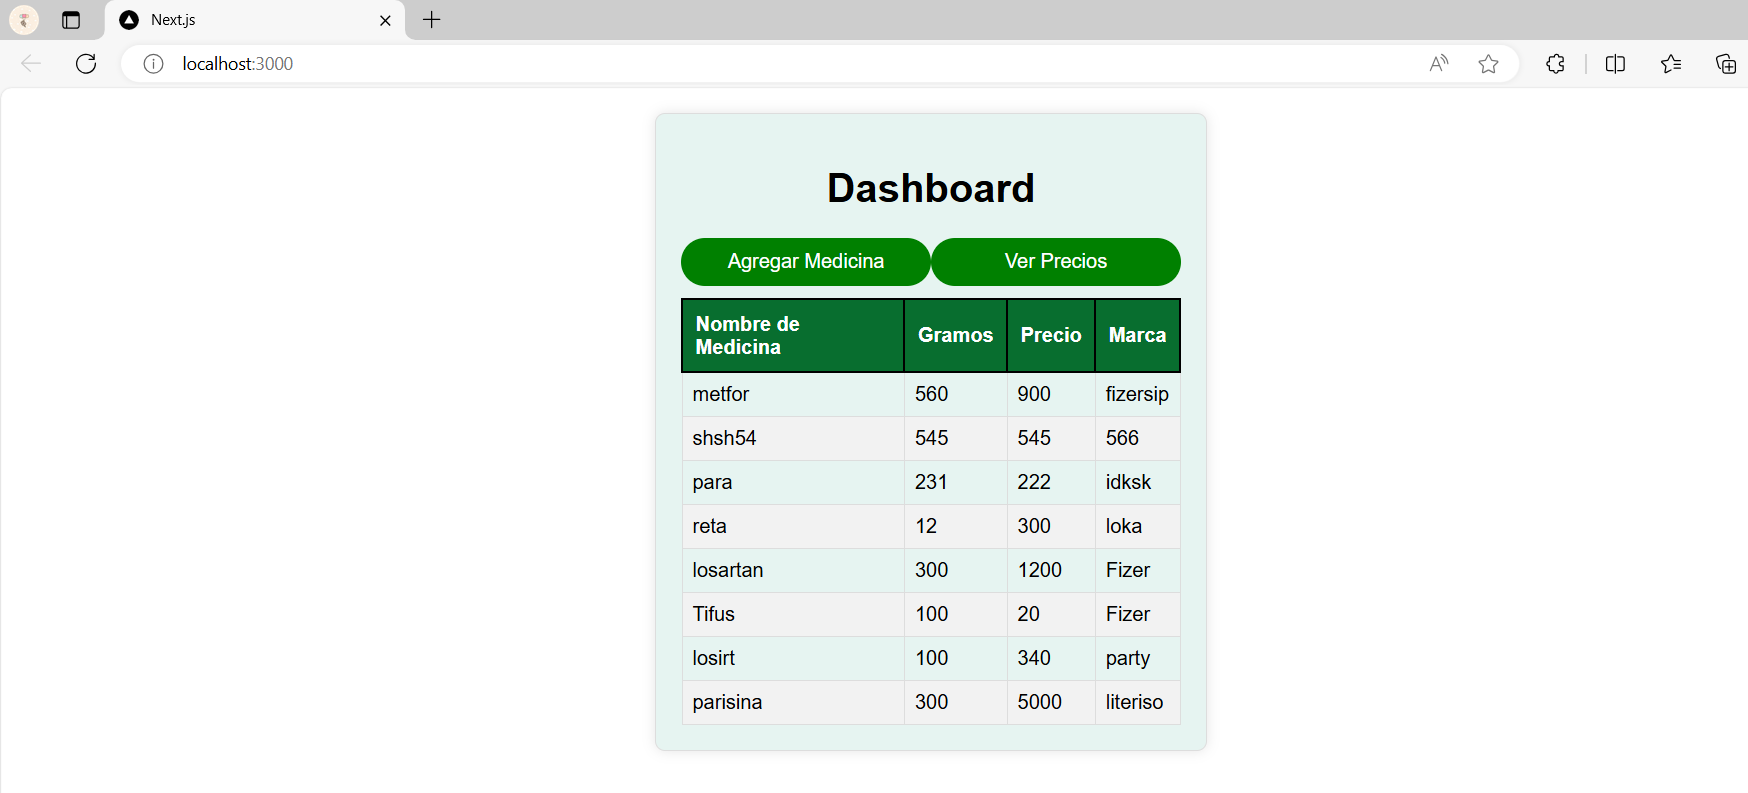 Next.js
localhost:3000
Dashboard
Agregar Medicina Ver Precios
Nombre de Medicina Gramos Precio Marca
metfor 560 900 fizersip
shsh54 545 545 566
para 231 222 idksk
reta 12 300 loka
losartan 300 1200 Fizer
Tifus 100 20 Fizer
losirt 100 340 party
parisina 300 5000 literiso